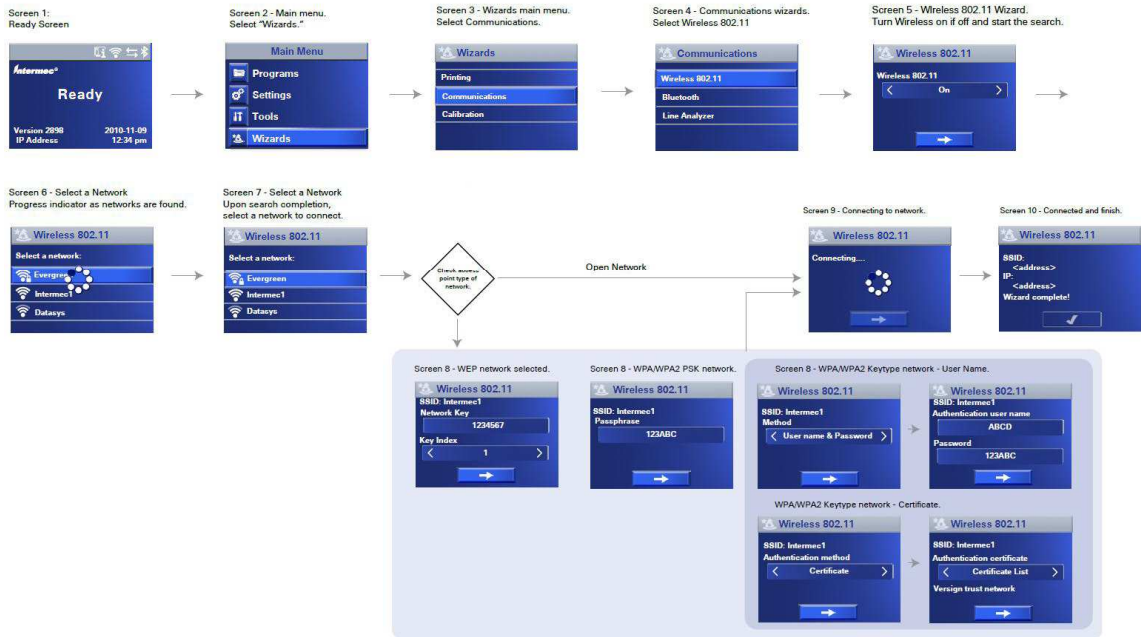 Screen 1:
Ready Screen
Intermec®
Ready
Version 2898 2010-11-09
IP Address 12:34 pm
Screen 2 - Main menu.
Select "Wizards."
Main Menu
Programs
Settings
Tools
Wizards
Screen 3 - Wizards main menu.
Select Communications.
Wizards
Printing
Communications
Calibration
Screen 4 - Communications wizards.
Select Wireless 802.11
Communications
Wireless 802.11
Bluetooth
Line Analyzer
Screen 5 - Wireless 802.11 Wizard.
Turn Wireless on if off and start the search.
Wireless 802.11
Wireless 802.11
On
Screen 6 - Select a Network
Progress indicator as networks are found.
Wireless 802.11
Select a network:
Evergreen
Intermec1
Datasys
Screen 7 - Select a Network
Upon search completion,
select a network to connect.
Wireless 802.11
Select a network:
Evergreen
Intermec1
Datasys
Check access
point type of
network.
Open Network
Screen 9 - Connecting to network.
Wireless 802.11
Connecting....
Screen 10 - Connected and finish.
Wireless 802.11
SSID:
<address>
IP:
<address>
Wizard complete!
Screen 8 - WEP network selected.
Wireless 802.11
SSID: Intermec1
Network Key
1234567
Key Index
1
Screen 8 - WPA/WPA2 PSK network.
Wireless 802.11
SSID: Intermec1
Passphrase
123ABC
Screen 8 - WPA/WPA2 Keytype network - User Name.
Wireless 802.11
SSID: Intermec1
Method
User name & Password
Wireless 802.11
SSID: Intermec1
Authentication user name
ABCD
Password
123ABC
WPA/WPA2 Keytype network - Certificate.
Wireless 802.11
SSID: Intermec1
Authentication method
Certificate
Wireless 802.11
SSID: Intermec1
Authentication certificate
Certificate List
Versign trust network